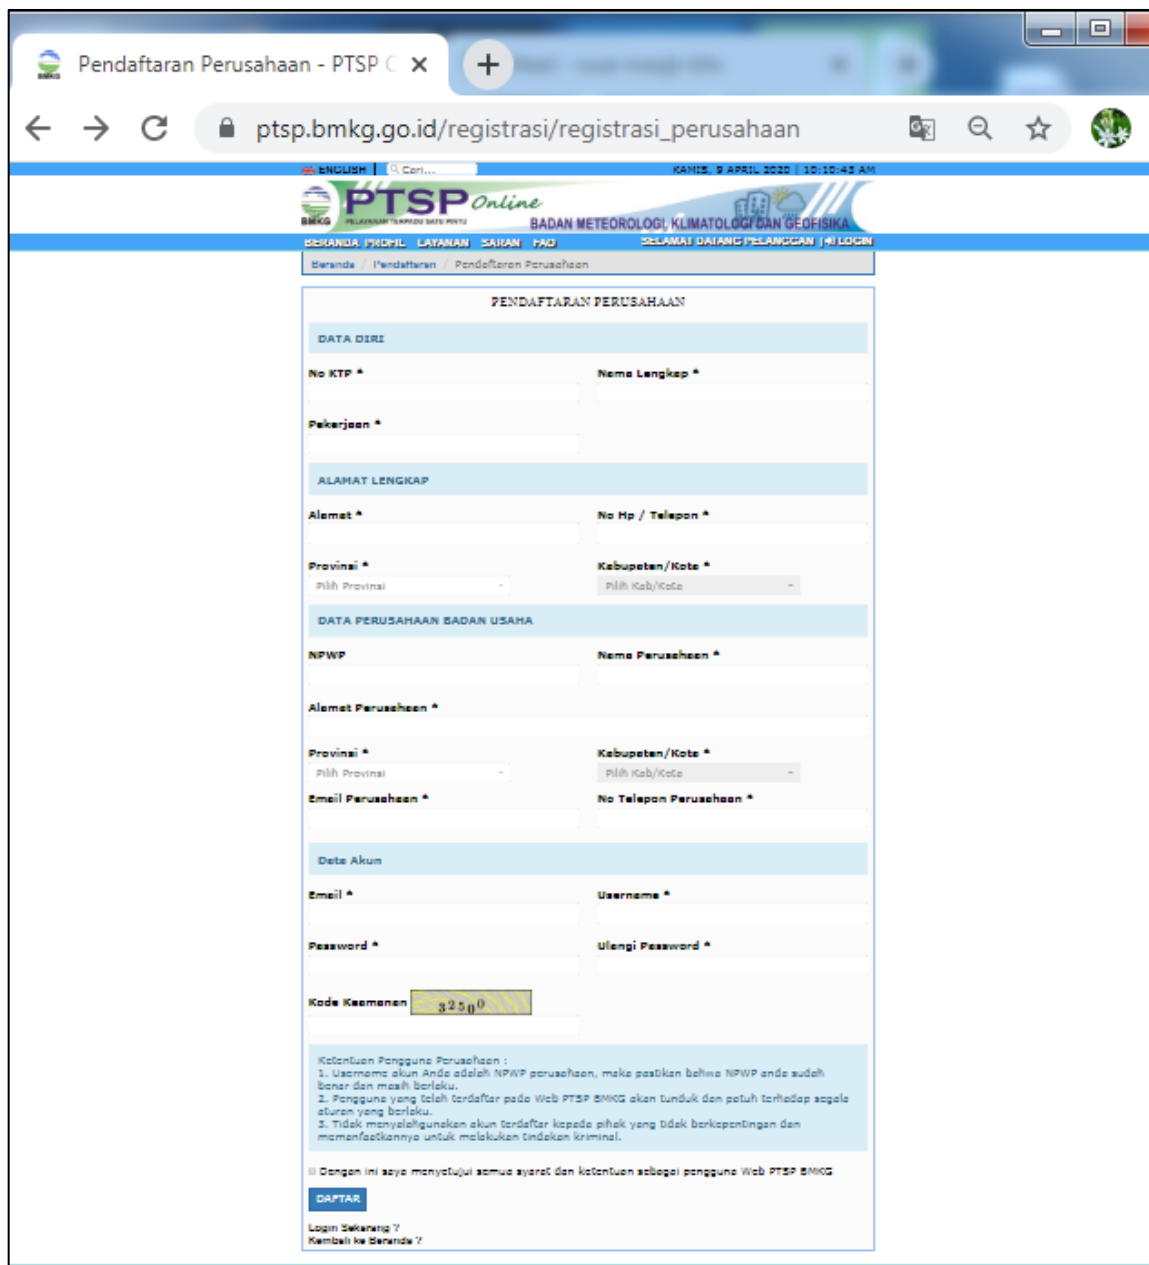 Pendaftaran Perusahaan - PTSP
ptsp.bmkg.go.id/registrasi/registrasi_perusahaan
ENGLISH | Cari...
KAMIS, 9 APRIL 2020 | 10:10:43 AM
BMKG PTSP Online
PELAYANAN TERPADU SATU PINTU
BADAN METEOROLOGI, KLIMATOLOGI DAN GEOFISIKA
BERANDA PROFIL LAYANAN SARAN FAQ
SELAMAT DATANG PELANGGAN | LOGIN
Beranda / Pendaftaran / Pendaftaran Perusahaan
PENDAFTARAN PERUSAHAAN
DATA DIRI
No KTP * Nama Lengkap *
Pekerjaan *
ALAMAT LENGKAP
Alamat * No Hp / Telepon *
Provinsi * Kabupaten/Kota *
Pilih Provinsi Pilih Kab/Kota
DATA PERUSAHAAN BADAN USAHA
NPWP Nama Perusahaan *
Alamat Perusahaan *
Provinsi * Kabupaten/Kota *
Pilih Provinsi Pilih Kab/Kota
Email Perusahaan * No Telepon Perusahaan *
Data Akun
Email * Username *
Password * Ulangi Password *
Kode Keamanan 32500
Ketentuan Pengguna Perusahaan :
1. Username akun Anda adalah NPWP perusahaan, maka pastikan bahwa NPWP anda sudah
benar dan masih berlaku.
2. Pengguna yang telah terdaftar pada Web PTSP BMKG akan tunduk dan patuh terhadap segala
aturan yang berlaku.
3. Tidak menyalahgunakan akun terdaftar kepada pihak yang tidak berkepentingan dan
memanfaatkannya untuk melakukan tindakan kriminal.
Dengan ini saya menyetujui semua syarat dan ketentuan sebagai pengguna Web PTSP BMKG
DAFTAR
Login Sekarang ?
Kembali ke Beranda ?